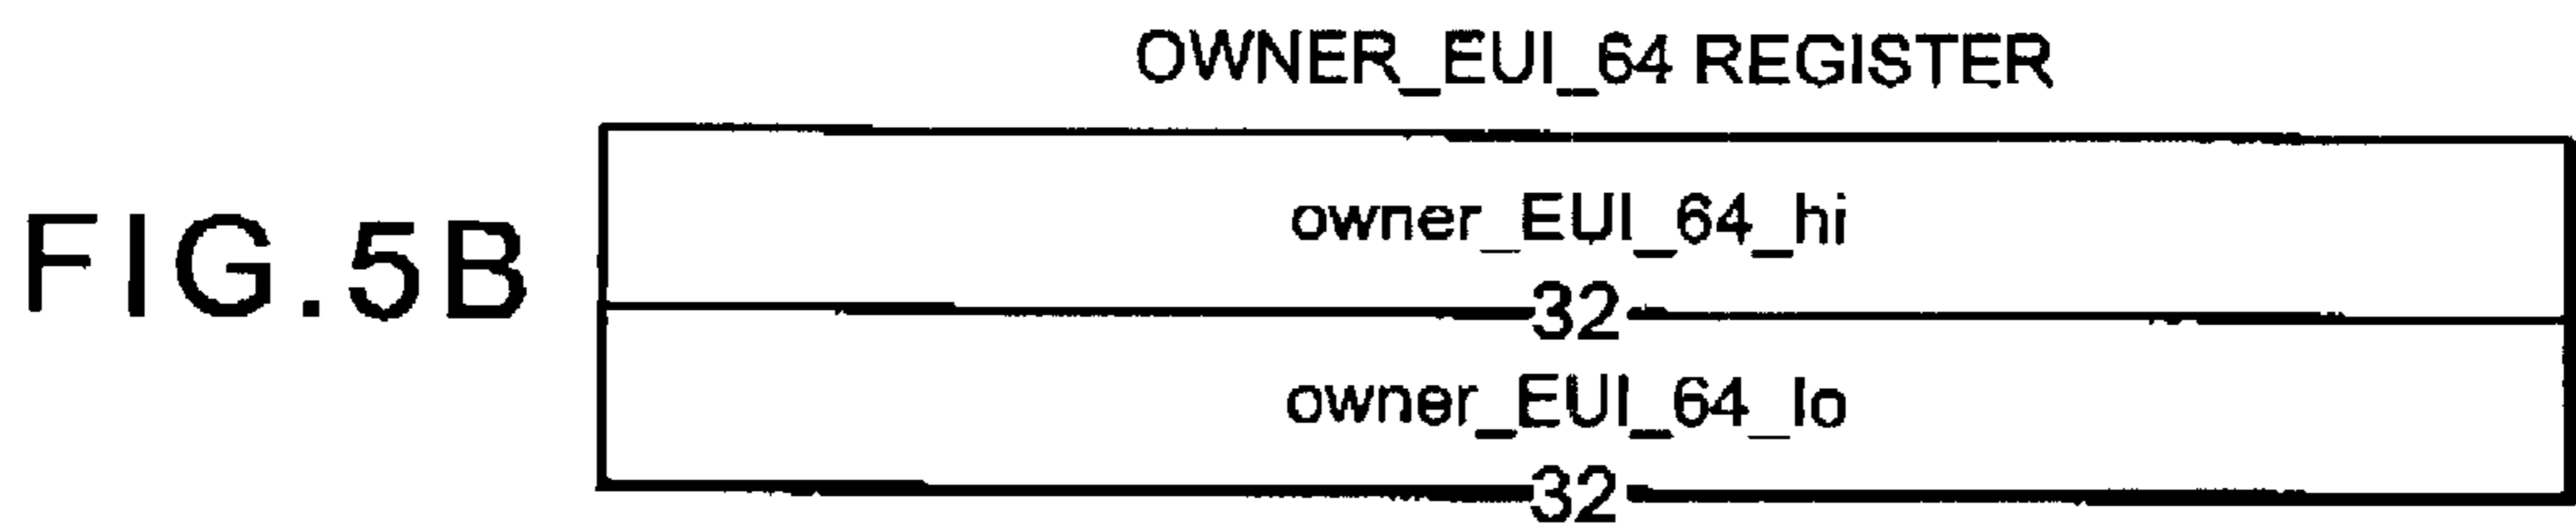 OWNER_EUI_64 REGISTER
FIG.5B
owner_EUI_64_hi
32
owner_EUI_64_lo
32